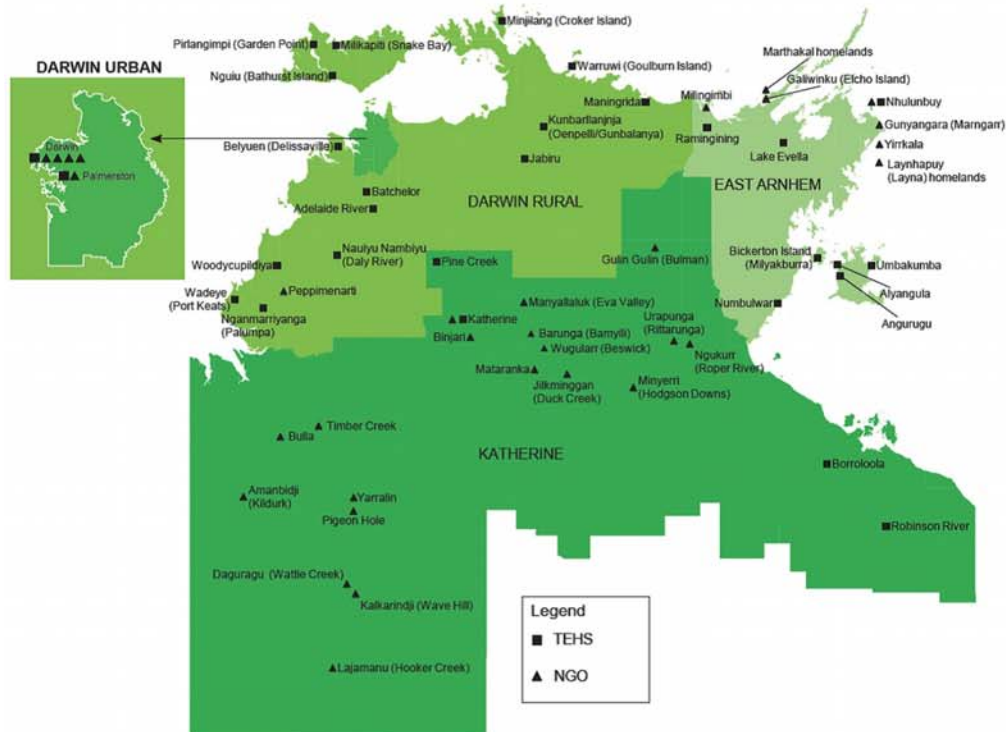 Minjilang (Croker Island)
Pirlangimpi (Garden Point)
Milikapiti (Snake Bay)
Marthakal homelands
DARWIN URBAN
Nguiu (Bathurst Island)
Warruwi (Goulburn Island)
Galiwinku (Elcho Island)
Maningrida
Milingimbi
Nhulunbuy
Kunbarllanjnja
(Oenpelli/Gunbalanya)
Gunyangara (Marngarr)
Darwin
Belyuen (Delissaville)
Ramingining
Yirrkala
Palmerston
Jabiru
Lake Evella
Laynhapuy
(Layna) homelands
Batchelor
EAST ARNHEM
Adelaide River
DARWIN RURAL
Nauiyu Nambiyu
(Daly River)
Woodycupildiya
Pine Creek
Gulin Gulin (Bulman)
Bickerton Island
(Milyakburra)
Umbakumba
Peppimenarti
Alyangula
Wadeye
(Port Keats)
Manyallaluk (Eva Valley)
Numbulwar
Nganmarriyanga
(Palumpa)
Katherine
Urapunga
(Rittarunga)
Angurugu
Binjari
Barunga (Bamyili)
Wugularr (Beswick)
Ngukurr
(Roper River)
Mataranka
Jilkminggan
(Duck Creek)
Minyerri
(Hodgson Downs)
Timber Creek
Bulla
KATHERINE
Borroloola
Amanbidji
(Kildurk)
Yarralin
Pigeon Hole
Robinson River
Daguragu (Wattle Creek)
Kalkarindji (Wave Hill)
Legend
TEHS
NGO
Lajamanu (Hooker Creek)